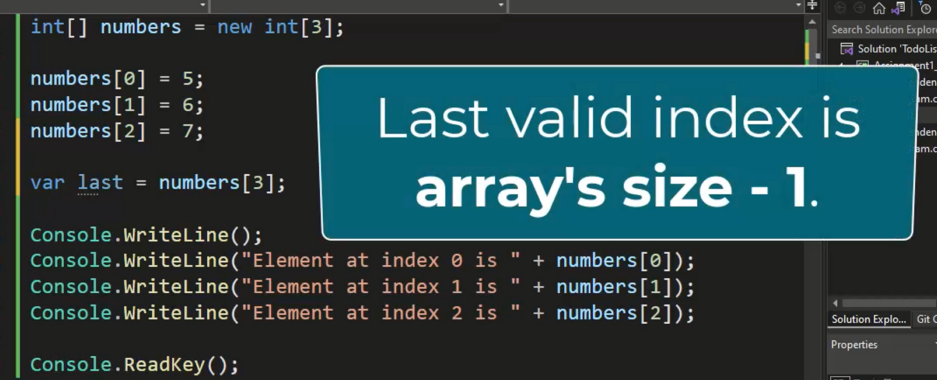 int[] numbers = new int[3];
numbers[0] = 5;
numbers[1] = 6;
numbers[2] = 7;
var last = numbers[3];
Console.WriteLine();
Console.WriteLine("Element at index 0 is " + numbers[0]);
Console.WriteLine("Element at index 1 is " + numbers[1]);
Console.WriteLine("Element at index 2 is " + numbers[2]);
Console.ReadKey();
Last valid index is
array's size - 1.
Search Solution Explor
Solution 'TodoLis
Assignment1_
Solution Explo... Git C
Properties